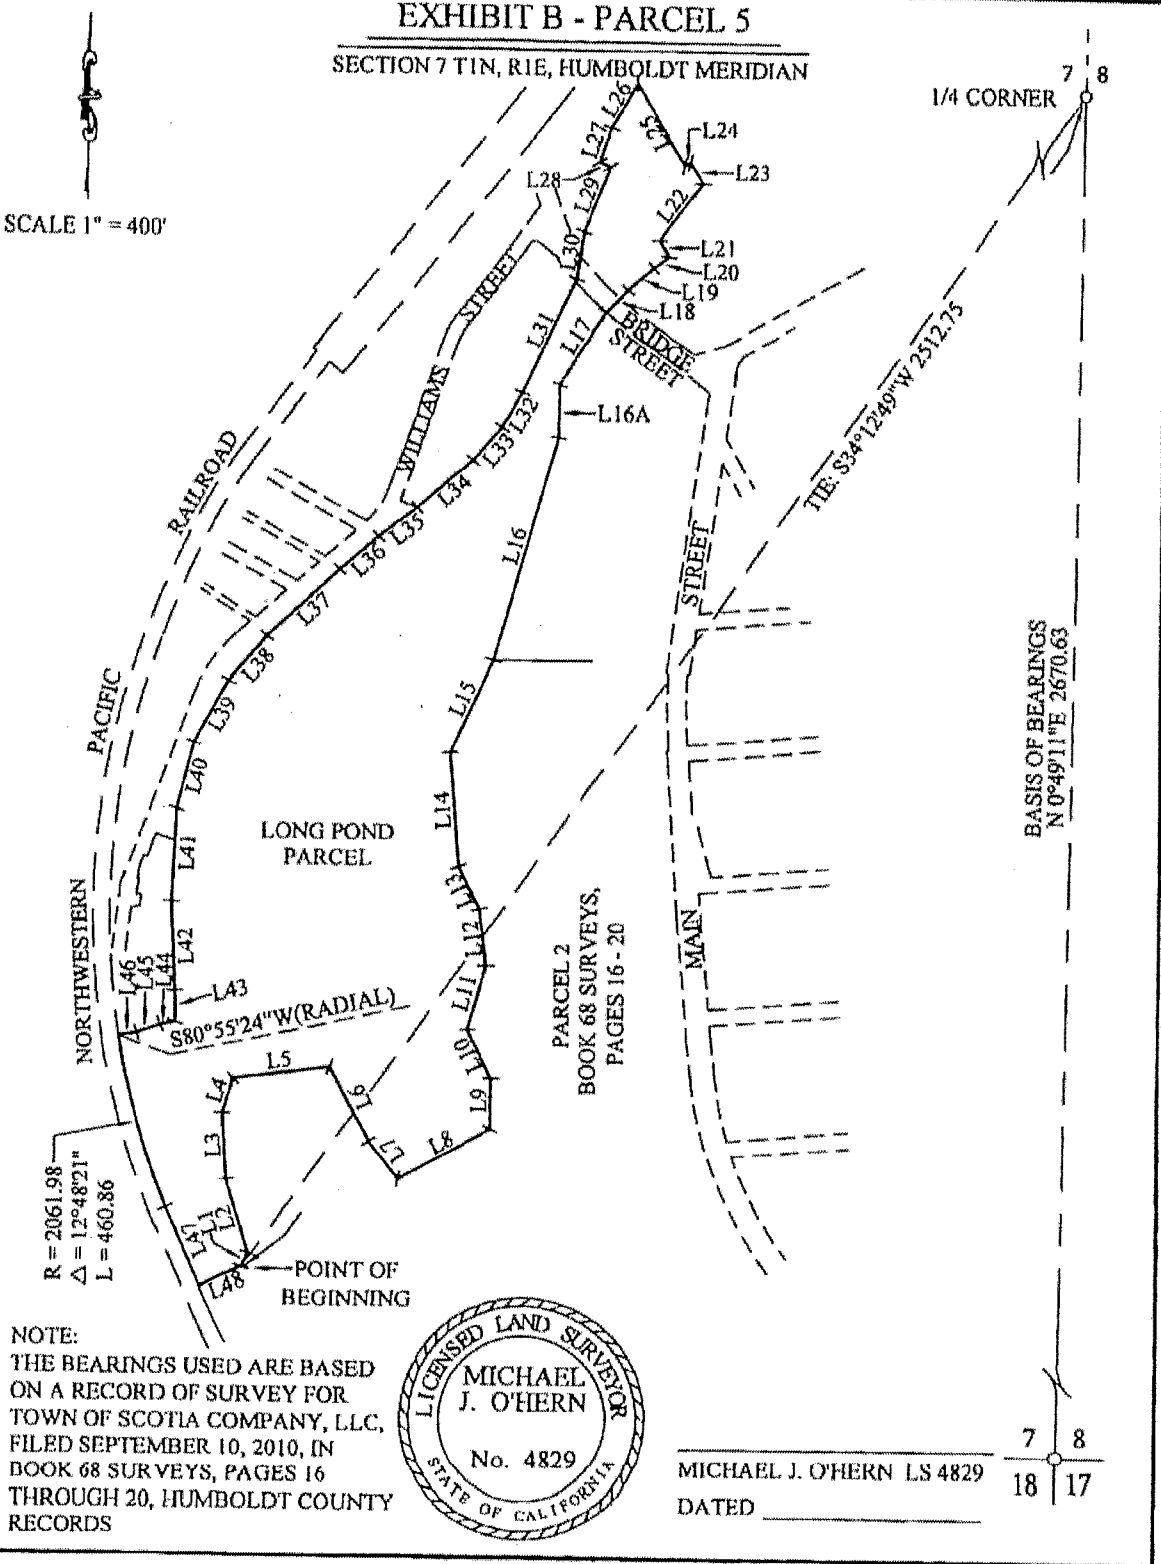 EXHIBIT B - PARCEL 5
SECTION 7 T1N, R1E, HUMBOLDT MERIDIAN
7 8
1/4 CORNER
SCALE 1" = 400'
L26
L25
L24
L27
L23
L28
L29
L22
L21
L30
L20
L19
L18
L17
L31
BRIDGE
STREET
WILLIAMS STREET
L16A
L32
L33
L34
L35
L36
L37
L38
L39
L40
L41
L42
L43
L44
L45
L46
L16
L15
L14
L13
L12
L11
L10
L9
L8
L7
L6
L5
L4
L3
L2
L1
L47
L48
NORTHWESTERN PACIFIC RAILROAD
MAIN STREET
TIE: S34°12'49"W 2512.75
BASIS OF BEARINGS
N 0°49'11"E 2670.63
LONG POND
PARCEL
S80°55'24"W(RADIAL)
PARCEL 2
BOOK 68 SURVEYS,
PAGES 16 - 20
R = 2061.98
△ = 12°48'21"
L = 460.86
POINT OF
BEGINNING
NOTE:
THE BEARINGS USED ARE BASED
ON A RECORD OF SURVEY FOR
TOWN OF SCOTIA COMPANY, LLC,
FILED SEPTEMBER 10, 2010, IN
BOOK 68 SURVEYS, PAGES 16
THROUGH 20, HUMBOLDT COUNTY
RECORDS
LICENSED LAND SURVEYOR
MICHAEL
J. O'HERN
No. 4829
STATE OF CALIFORNIA
MICHAEL J. O'HERN LS 4829
DATED
7 8
18 17